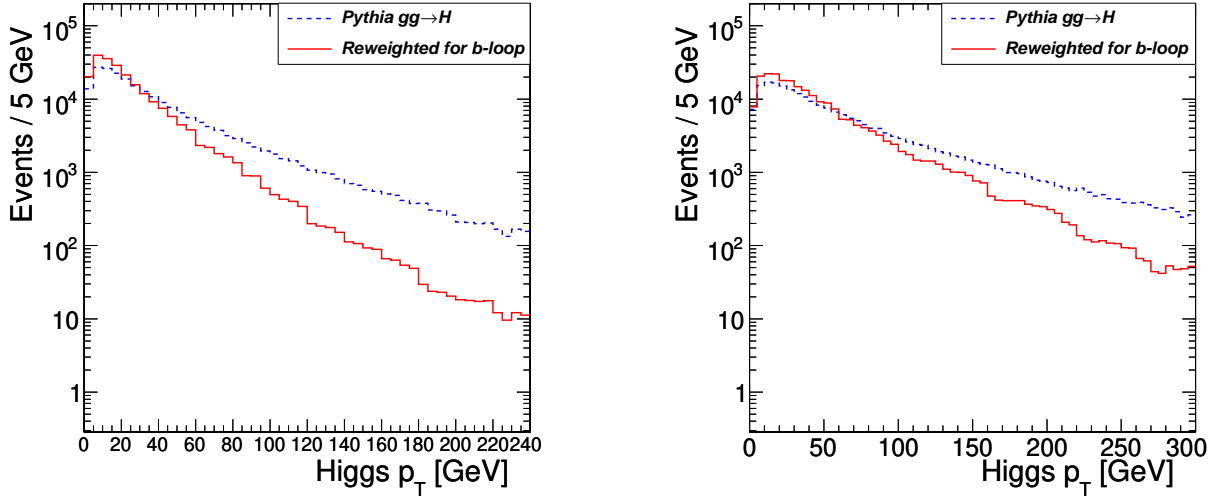 Pythia gg→H
Reweighted for b-loop
Events / 5 GeV
10^5
10^4
10^3
10^2
10
1
0 20 40 60 80 100 120 140 160 180 200 220 240
Higgs p_T [GeV]
Pythia gg→H
Reweighted for b-loop
Events / 5 GeV
10^5
10^4
10^3
10^2
10
1
0 50 100 150 200 250 300
Higgs p_T [GeV]